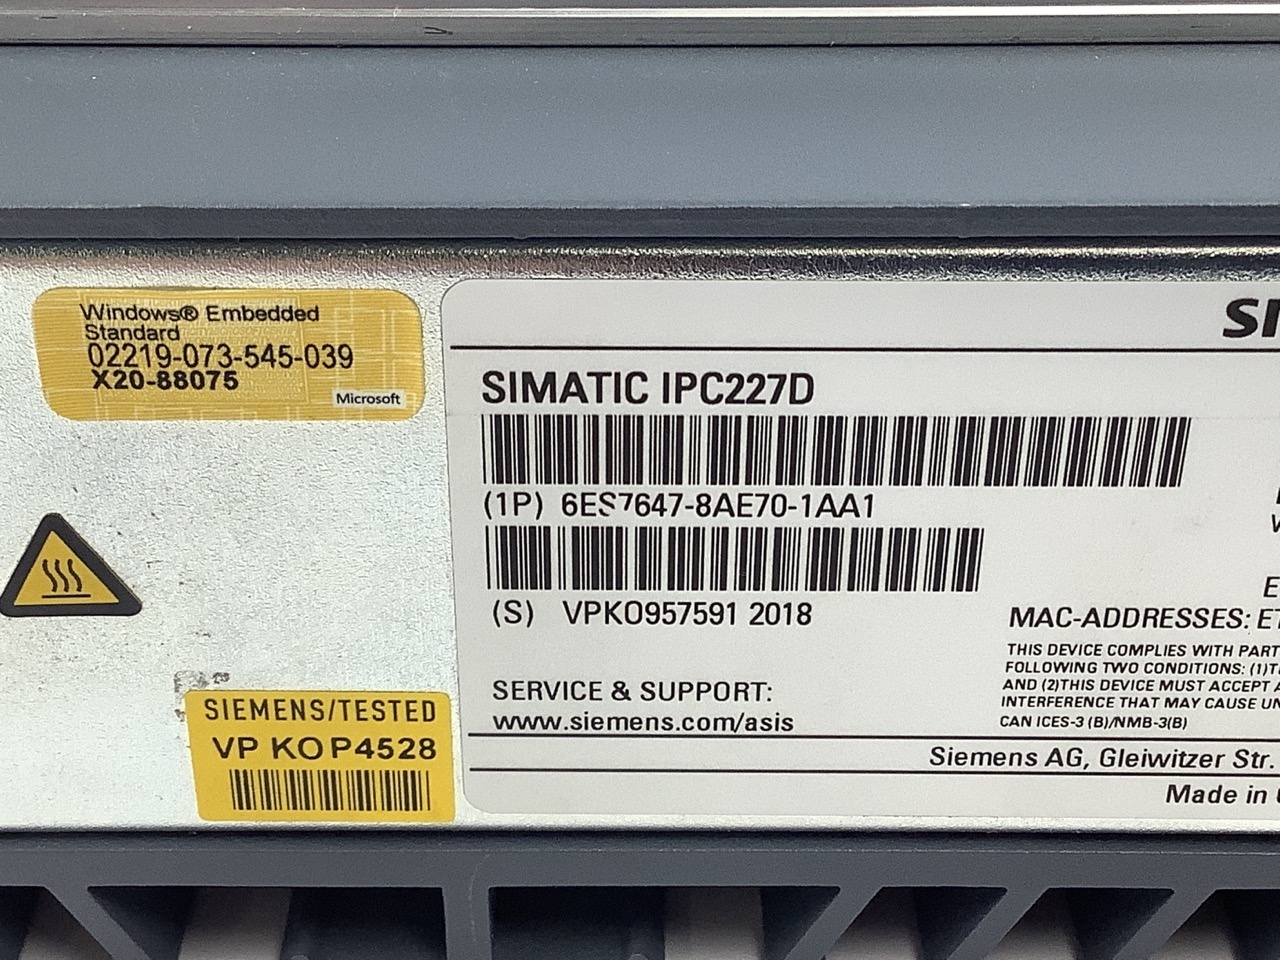 Windows® Embedded
Standard
02219-073-545-039
X20-88075
Microsoft
SIEMENS/TESTED
VP KO P4528
SI
SIMATIC IPC227D
(1P) 6ES7647-8AE70-1AA1
(S) VPKO957591 2018
SERVICE & SUPPORT:
www.siemens.com/asis
MAC-ADDRESSES: ET
THIS DEVICE COMPLIES WITH PART
FOLLOWING TWO CONDITIONS: (1)T
AND (2)THIS DEVICE MUST ACCEPT A
INTERFERENCE THAT MAY CAUSE UN
CAN ICES-3 (B)/NMB-3(B)
Siemens AG, Gleiwitzer Str.
Made in